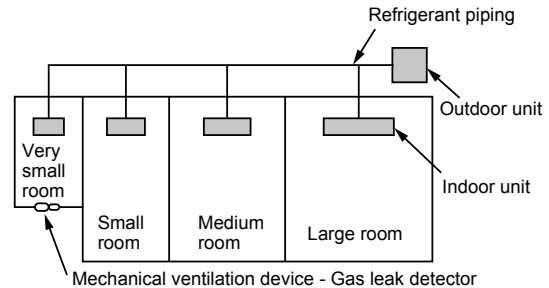 Refrigerant piping
Outdoor unit
Indoor unit
Very
small
room
Small
room
Medium
room
Large room
Mechanical ventilation device - Gas leak detector